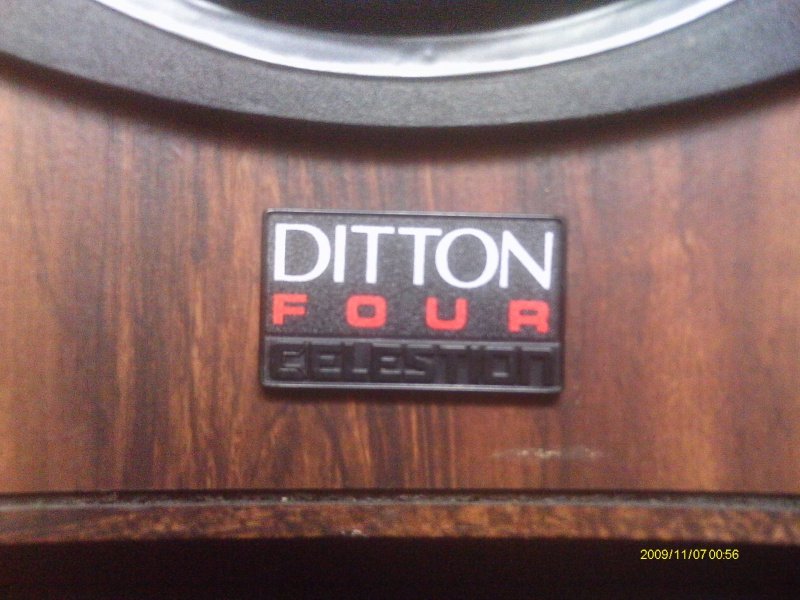 DITTON
FOUR
CELESTION
2009/11/07 00:56